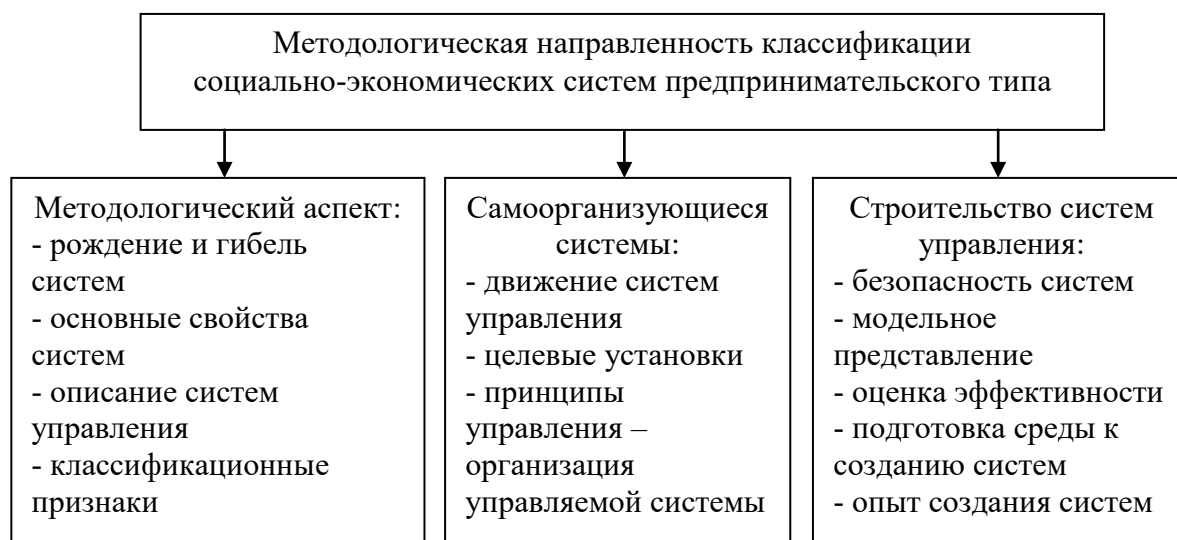 Методологическая направленность классификации
социально-экономических систем предпринимательского типа
Методологический аспект:
- рождение и гибель
систем
- основные свойства
систем
- описание систем
управления
- классификационные
признаки
Самоорганизующиеся
системы:
- движение систем
управления
- целевые установки
- принципы
управления –
организация
управляемой системы
Строительство систем
управления:
- безопасность систем
- модельное
представление
- оценка эффективности
- подготовка среды к
созданию систем
- опыт создания систем